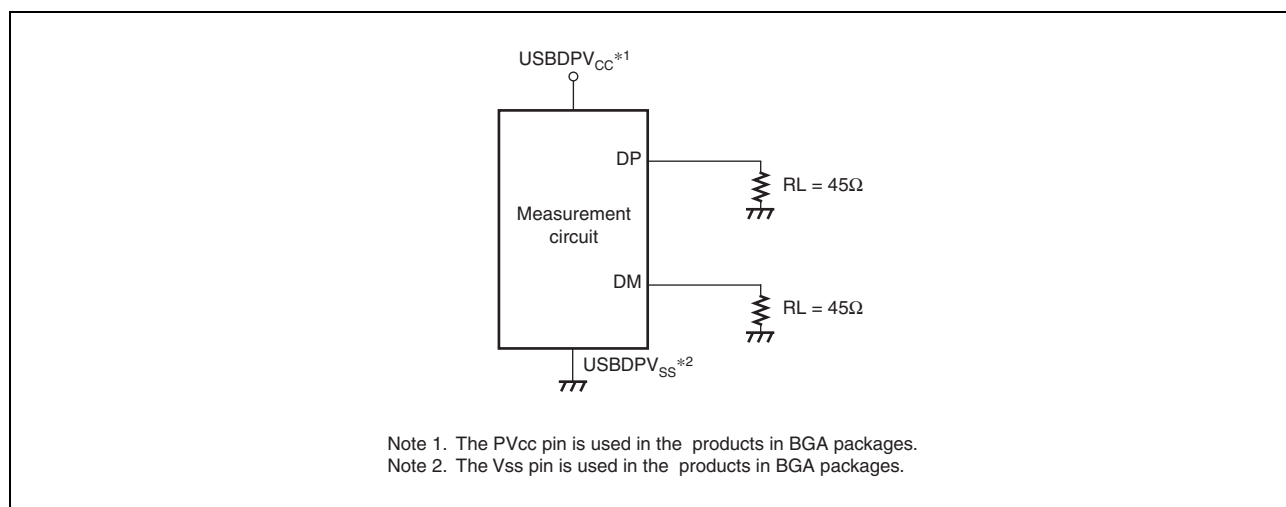 USBDPVCC*1
DP
RL = 45Ω
Measurement
circuit
DM
RL = 45Ω
USBDPVSS*2
Note 1. The PVcc pin is used in the products in BGA packages.
Note 2. The Vss pin is used in the products in BGA packages.